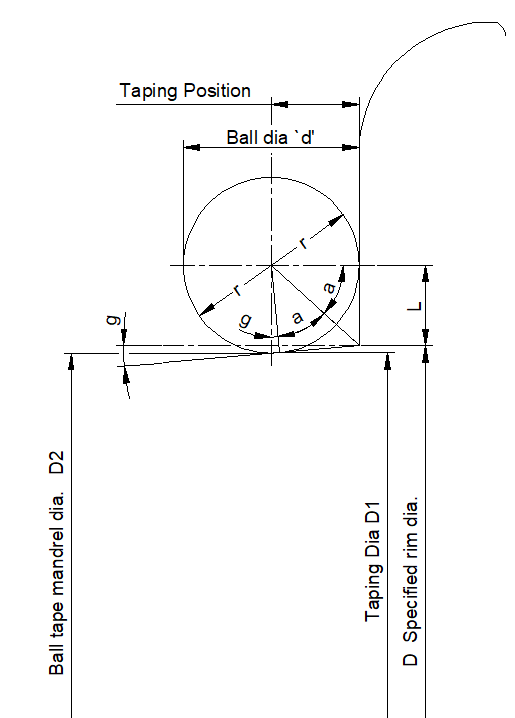 Taping Position
Ball dia `d'
r
r
a
a
g
g
L
Ball tape mandrel dia. D2
Taping Dia D1
D Specified rim dia.